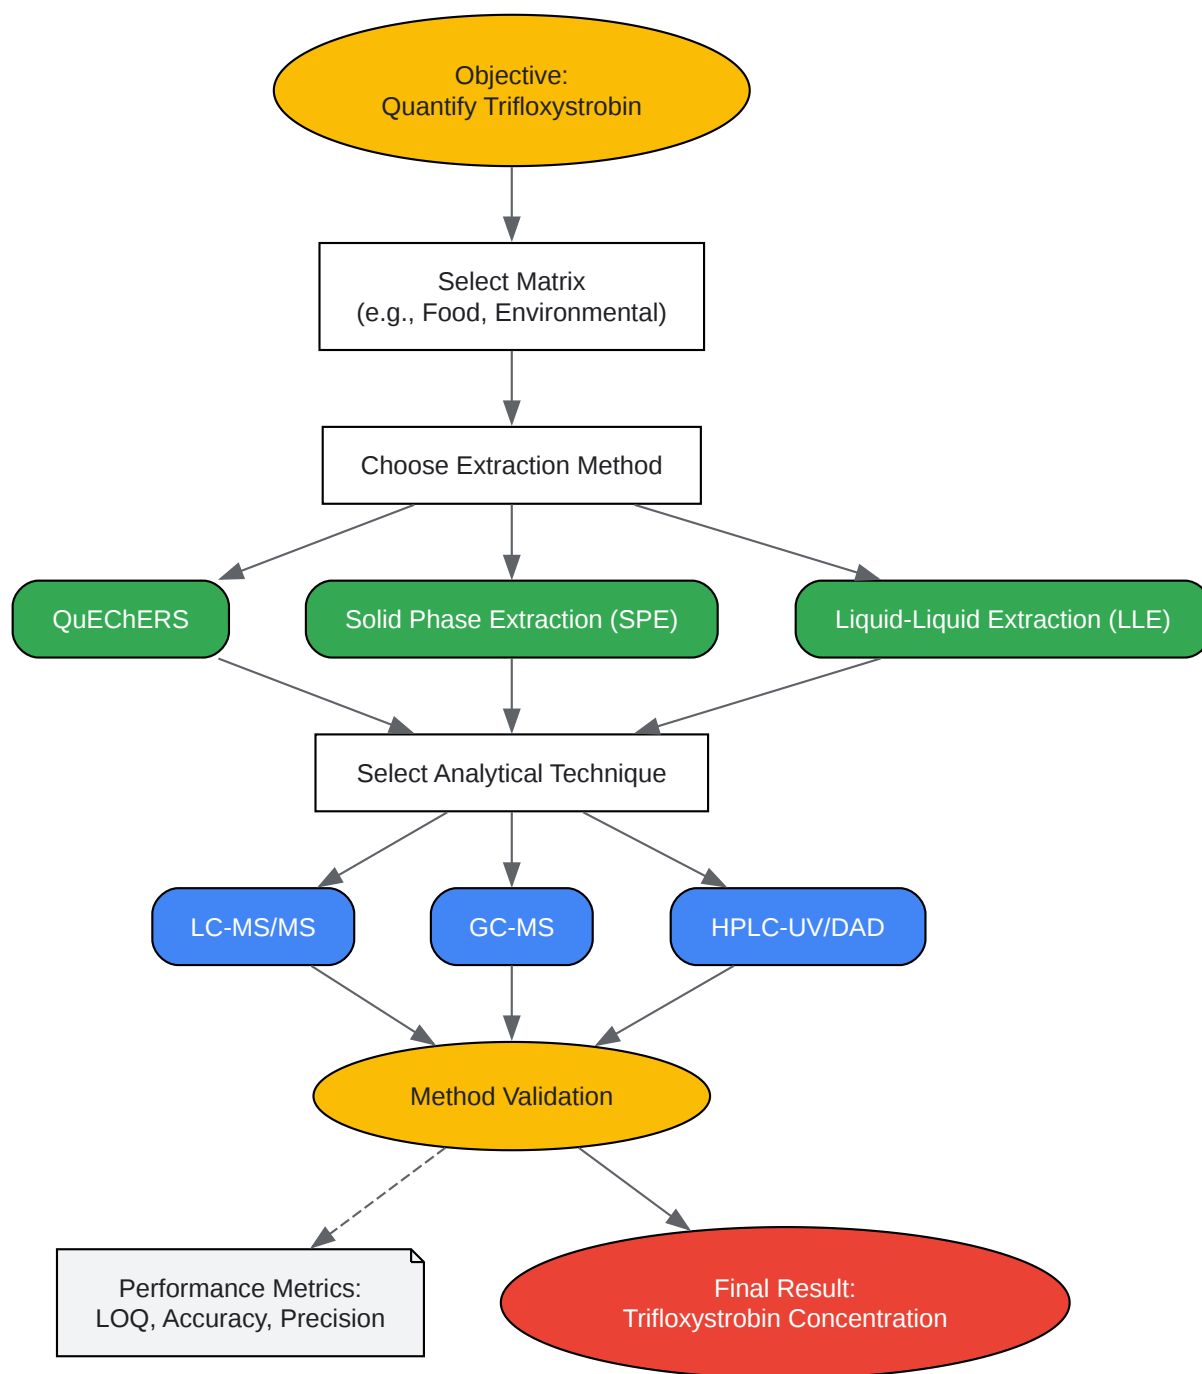 Objective:
Quantify Trifloxystrobin
Select Matrix
(e.g., Food, Environmental)
Choose Extraction Method
QuEChERS
Solid Phase Extraction (SPE)
Liquid-Liquid Extraction (LLE)
Select Analytical Technique
LC-MS/MS
GC-MS
HPLC-UV/DAD
Method Validation
Performance Metrics:
LOQ, Accuracy, Precision
Final Result:
Trifloxystrobin Concentration